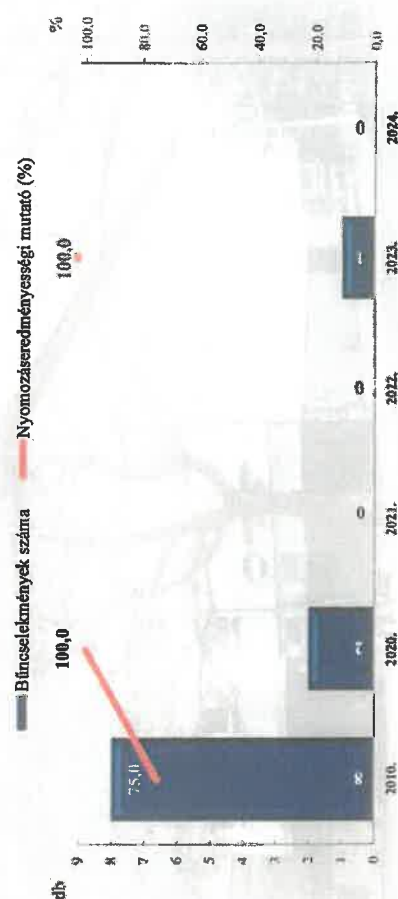 Bűncselekmények száma Nyomozáseredményességi mutató (%)
db %
9 100,0
8 80,0
7 60,0
6 40,0
5 20,0
4 0,0
3
2
1
0
75,0 100,0 100,0
8 2 0 0 1 0
2010. 2020. 2021. 2022. 2023. 2024.